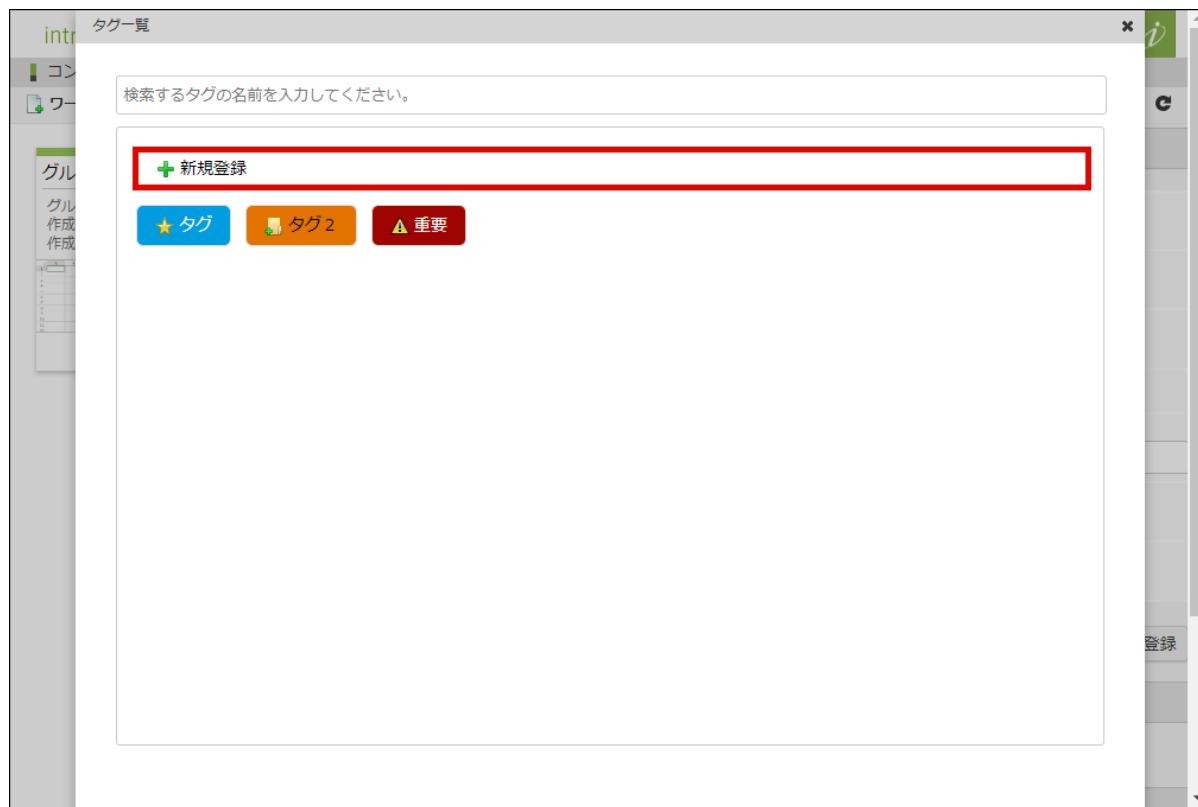 タグ一覧
intr
コン
ワー
検索するタグの名前を入力してください。
新規登録
タグ
タグ２
重要
グル
グル
作成
作成
登録